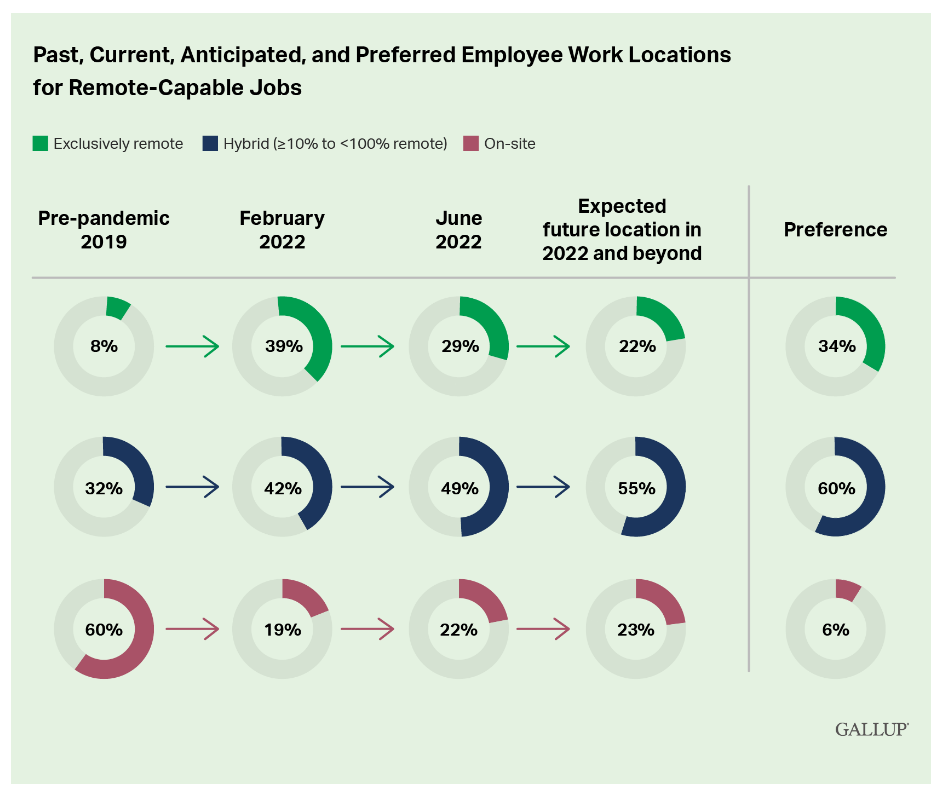 Past, Current, Anticipated, and Preferred Employee Work Locations
for Remote-Capable Jobs
Exclusively remote Hybrid (≥10% to <100% remote) On-site
Pre-pandemic 2019
February 2022
June 2022
Expected future location in 2022 and beyond
Preference
8% 39% 29% 22% 34%
32% 42% 49% 55% 60%
60% 19% 22% 23% 6%
GALLUP®